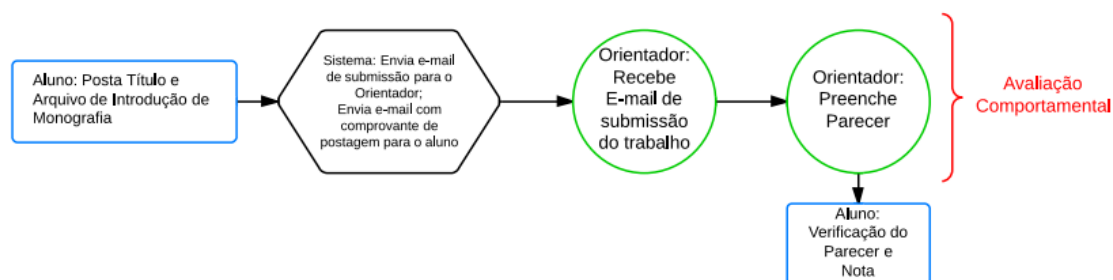 Aluno: Posta Título e
Arquivo de Introdução de
Monografia
Sistema: Envia e-mail
de submissão para o
Orientador;
Envia e-mail com
comprovante de
postagem para o aluno
Orientador:
Recebe
E-mail de
submissão
do trabalho
Orientador:
Preenche
Parecer
Avaliação
Comportamental
Aluno:
Verificação do
Parecer e
Nota